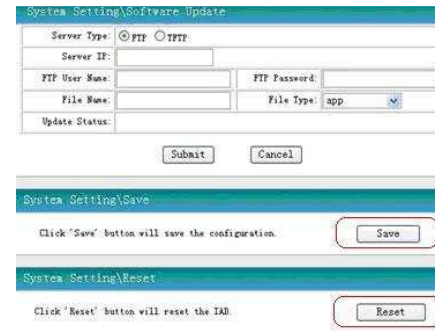 System Setting\Software Update
Server Type: FTP TFTP
Server IP:
FTP User Name: FTP Password:
File Name: File Type: app
Update Status:
Submit Cancel
System Setting\Save
Click 'Save' button will save the configuration. Save
System Setting\Reset
Click 'Reset' button will reset the IAD Reset